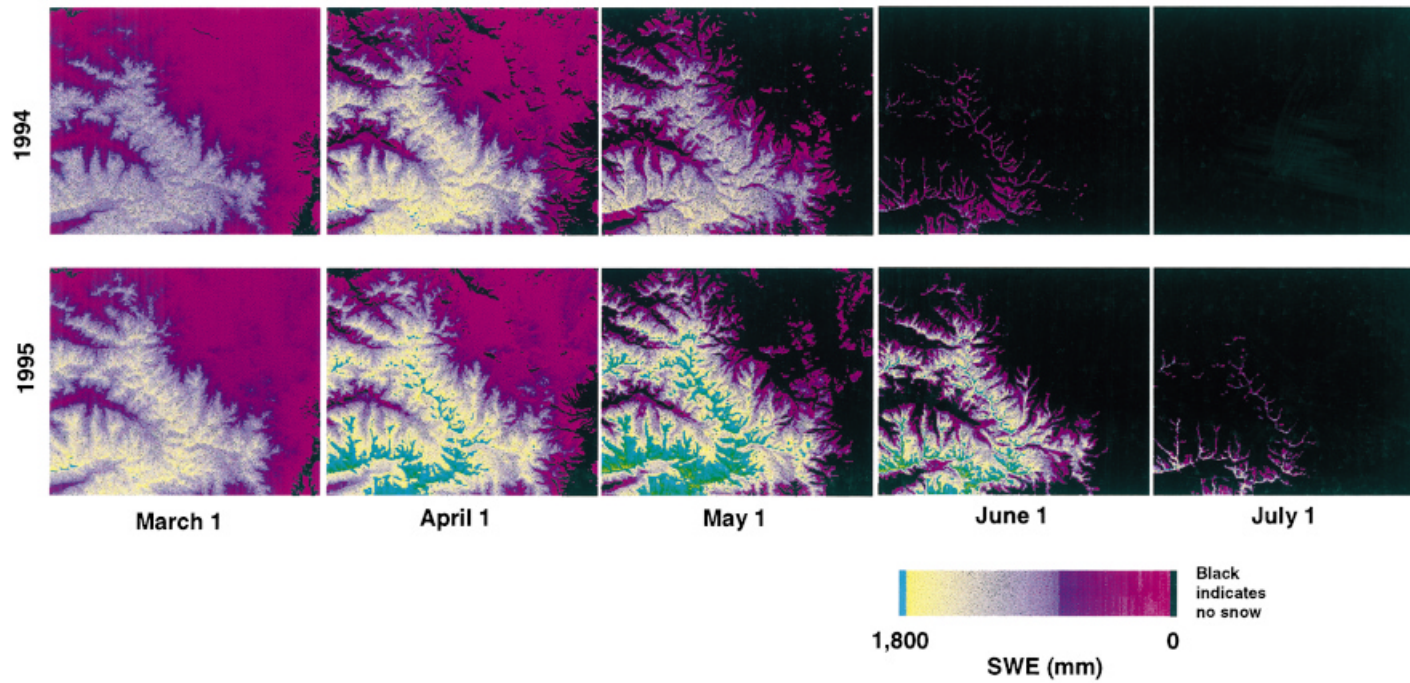 1994
1995
March 1
April 1
May 1
June 1
July 1
Black
indicates
no snow
1,800
0
SWE (mm)